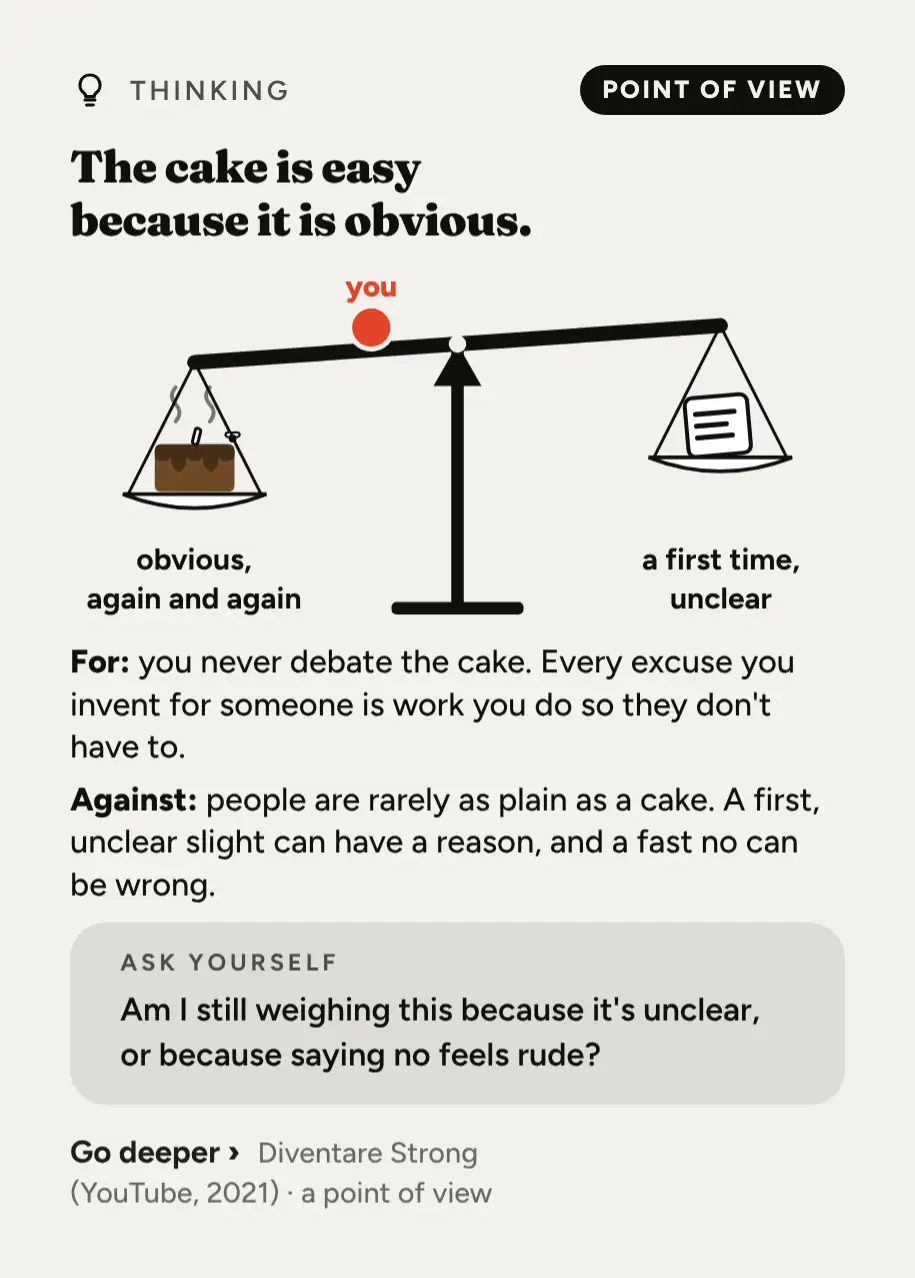 THINKING
POINT OF VIEW
The cake is easy
because it is obvious.
you
obvious,
again and again
a first time,
unclear
For: you never debate the cake. Every excuse you
invent for someone is work you do so they don't
have to.
Against: people are rarely as plain as a cake. A first,
unclear slight can have a reason, and a fast no can
be wrong.
ASK YOURSELF
Am I still weighing this because it's unclear,
or because saying no feels rude?
Go deeper › Diventare Strong
(YouTube, 2021) · a point of view